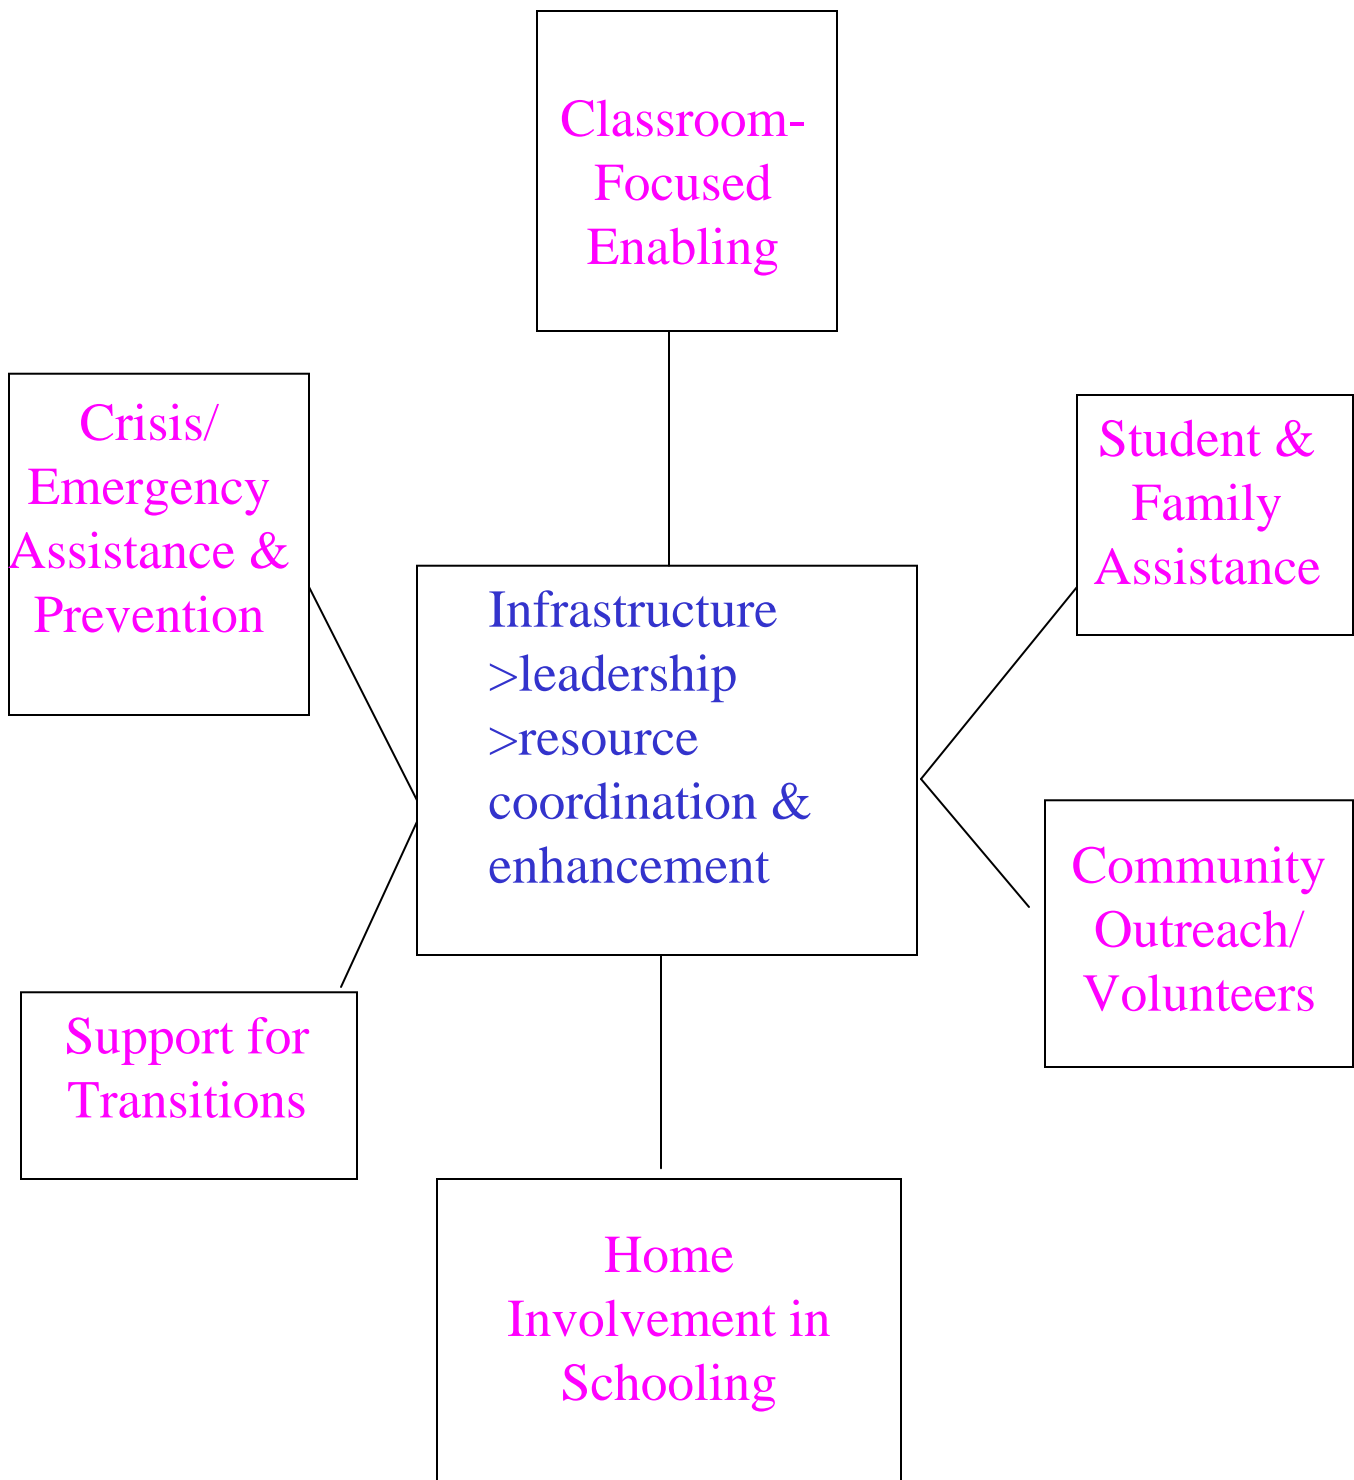 Classroom-
Focused
Enabling
Crisis/
Emergency
Assistance &
Prevention
Student &
Family
Assistance
Infrastructure
>leadership
>resource
coordination &
enhancement
Community
Outreach/
Volunteers
Support for
Transitions
Home
Involvement in
Schooling